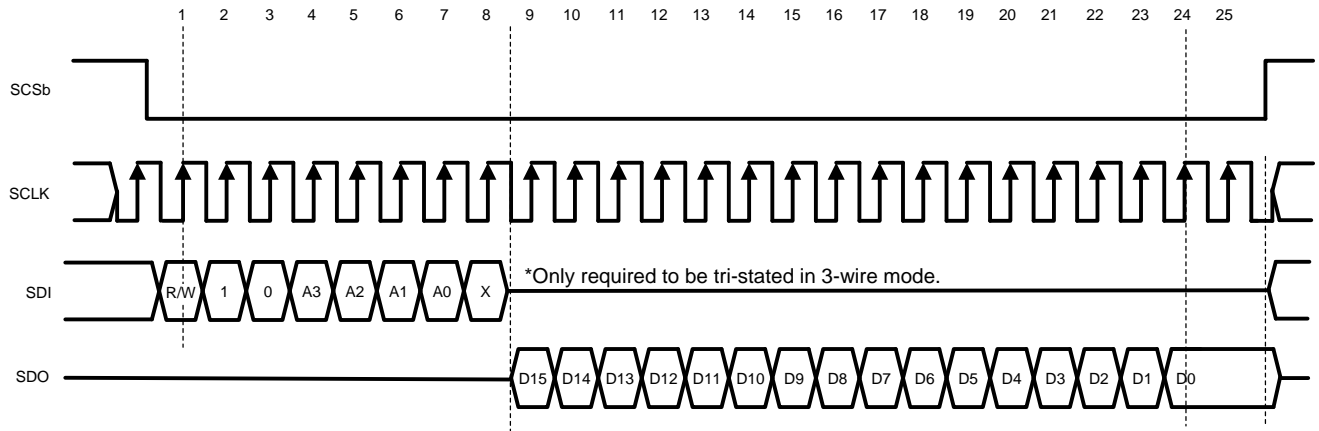 1 2 3 4 5 6 7 8 9 10 11 12 13 14 15 16 17 18 19 20 21 22 23 24 25
SCSb
SCLK
SDI R/W 1 0 A3 A2 A1 A0 X *Only required to be tri-stated in 3-wire mode.
SDO D15 D14 D13 D12 D11 D10 D9 D8 D7 D6 D5 D4 D3 D2 D1 D0